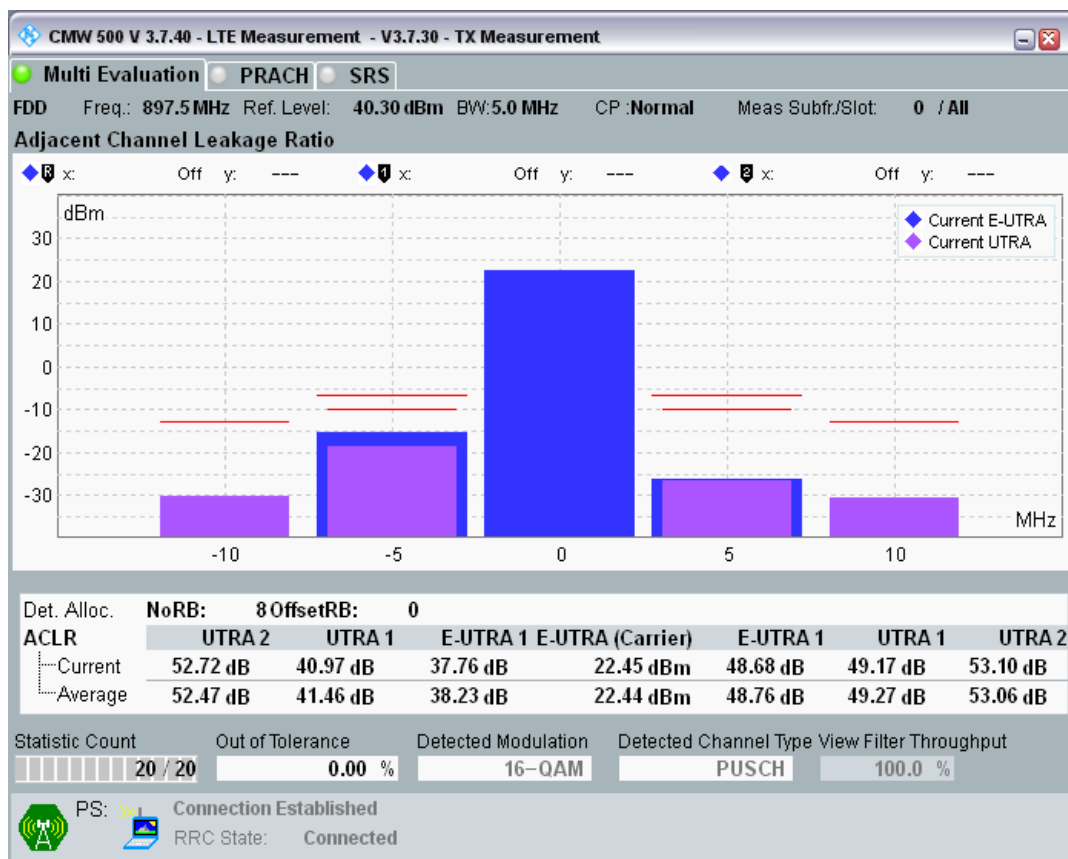 CMW 500 V 3.7.40 - LTE Measurement - V3.7.30 - TX Measurement
Multi Evaluation PRACH SRS
FDD Freq.: 897.5 MHz Ref. Level: 40.30 dBm BW:5.0 MHz CP :Normal Meas Subfr./Slot: 0 / All
Adjacent Channel Leakage Ratio
R x: Off y: --- 1 x: Off y: --- 2 x: Off y: ---
dBm
Current E-UTRA
Current UTRA
30
20
10
0
-10
-20
-30
MHz
-10 -5 0 5 10
Det. Alloc. NoRB: 8 OffsetRB: 0
ACLR UTRA 2 UTRA 1 E-UTRA 1 E-UTRA (Carrier) E-UTRA 1 UTRA 1 UTRA 2
Current 52.72 dB 40.97 dB 37.76 dB 22.45 dBm 48.68 dB 49.17 dB 53.10 dB
Average 52.47 dB 41.46 dB 38.23 dB 22.44 dBm 48.76 dB 49.27 dB 53.06 dB
Statistic Count Out of Tolerance Detected Modulation Detected Channel Type View Filter Throughput
20 / 20 0.00 % 16-QAM PUSCH 100.0 %
PS: Connection Established
RRC State: Connected